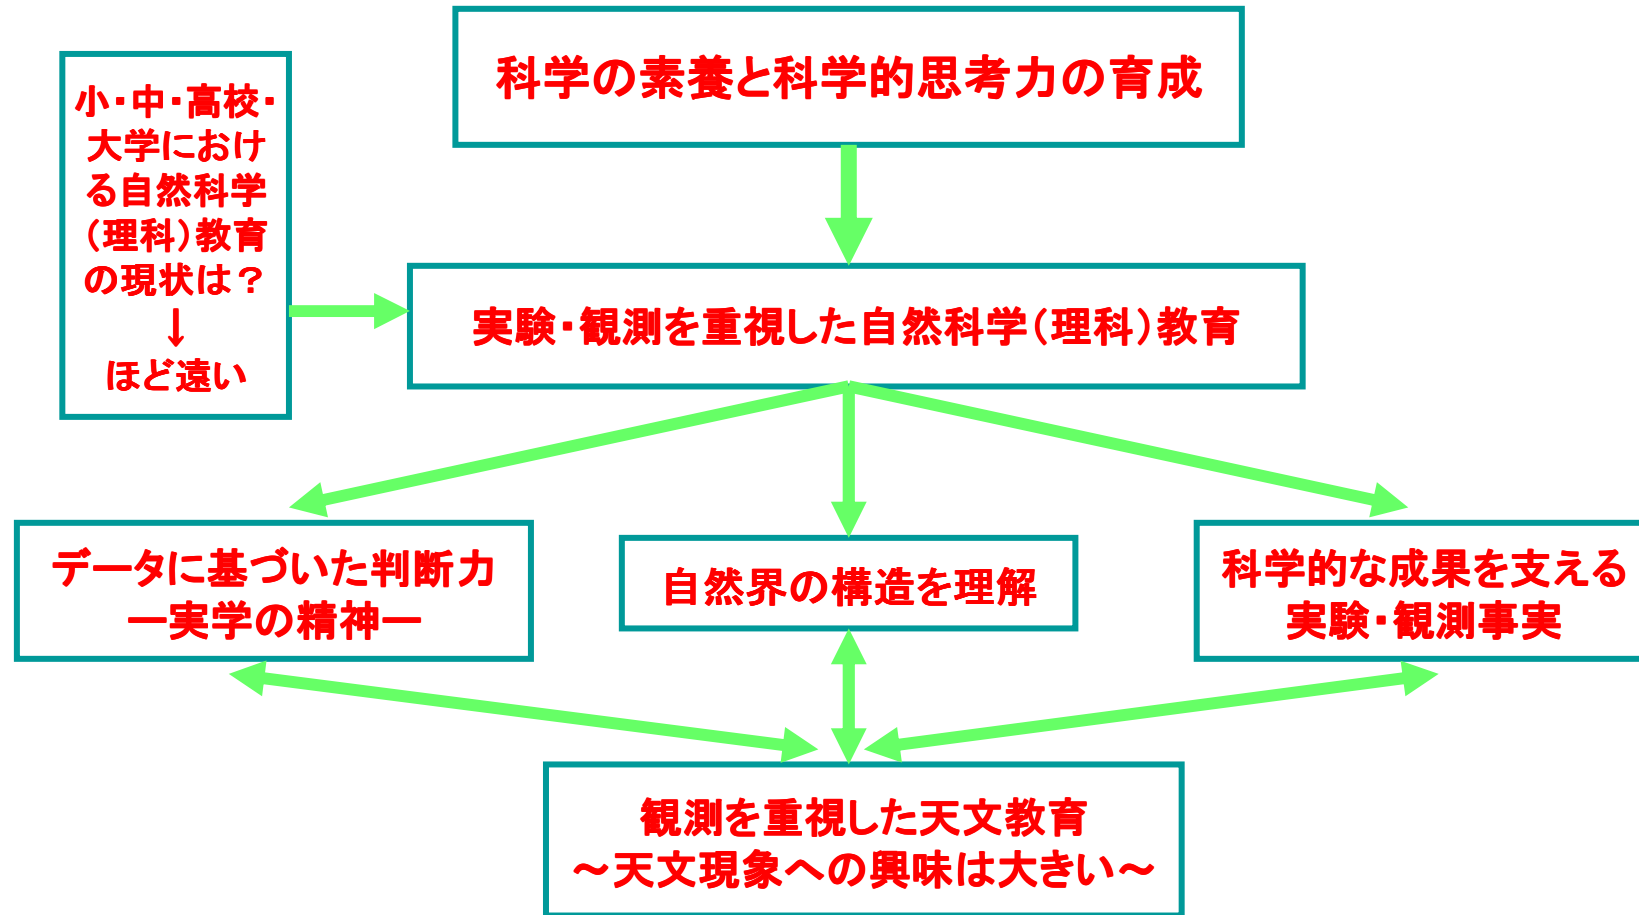 科学の素養と科学的思考力の育成
小・中・高校・
大学におけ
る自然科学
(理科)教育
の現状は?
↓
ほど遠い
実験・観測を重視した自然科学(理科)教育
データに基づいた判断力
―実学の精神―
自然界の構造を理解
科学的な成果を支える
実験・観測事実
観測を重視した天文教育
～天文現象への興味は大きい～